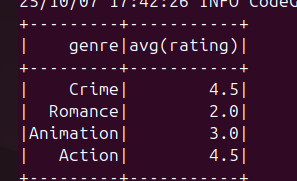 25/10/07 17:42:26 INFO CodeG
+---------+-----------+
|    genre|avg(rating)|
+---------+-----------+
|    Crime|        4.5|
|  Romance|        2.0|
|Animation|        3.0|
|   Action|        4.5|
+---------+-----------+